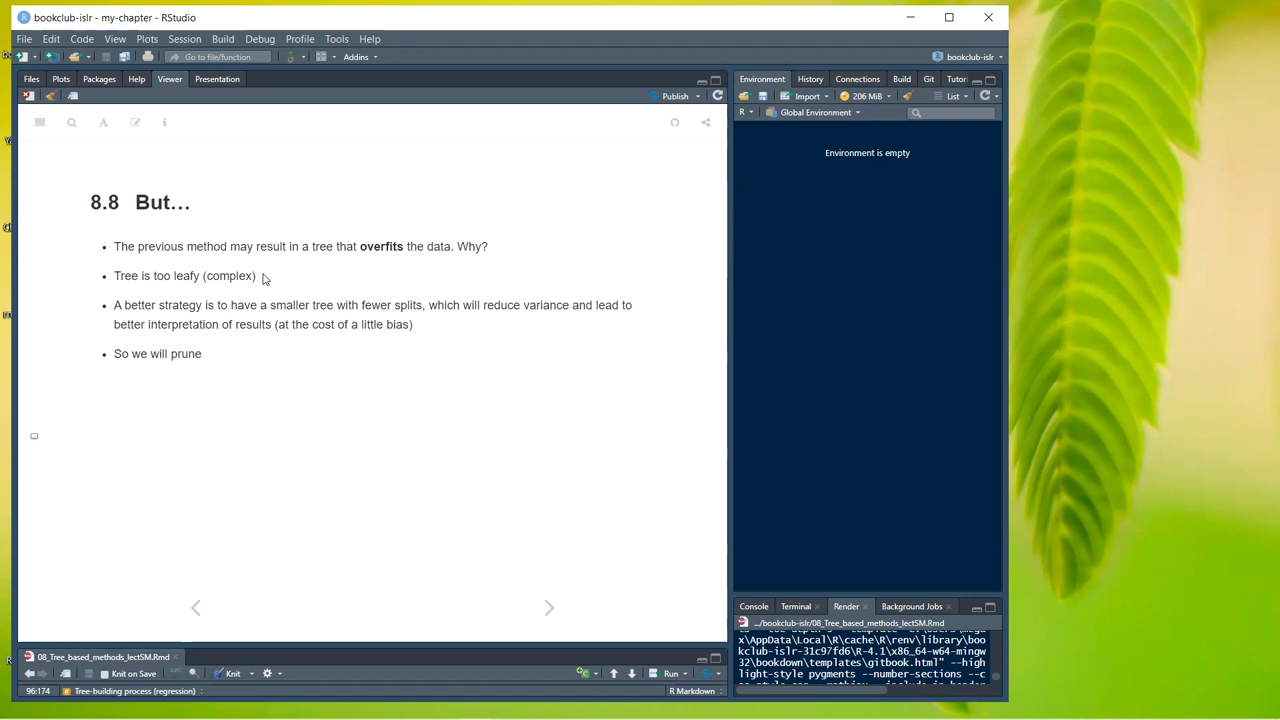 bookclub-islr - my-chapter - RStudio
File Edit Code View Plots Session Build Debug Profile Tools Help
Go to file/function
Addins
bookclub-islr
Files Plots Packages Help Viewer Presentation
Publish
8.8 But...
The previous method may result in a tree that overfits the data. Why?
Tree is too leafy (complex)
A better strategy is to have a smaller tree with fewer splits, which will reduce variance and lead to
better interpretation of results (at the cost of a little bias)
So we will prune
08_Tree_based_methods_lectSM.Rmd
Knit on Save Knit Run
96:174 Tree-building process (regression) R Markdown
Environment History Connections Build Git Tutor
Import 206 MiB List
R Global Environment
Environment is empty
Console Terminal Render Background Jobs
.../bookclub-islr/08_Tree_based_methods_lectSM.Rmd
x\AppData\Local\R\cache\R\renv\library\boo
kclub-islr-31c97fd6\R-4.1\x86_64-w64-mingw
32\bookdown\templates\gitbook.html" --high
light-style pygments --number-sections --c